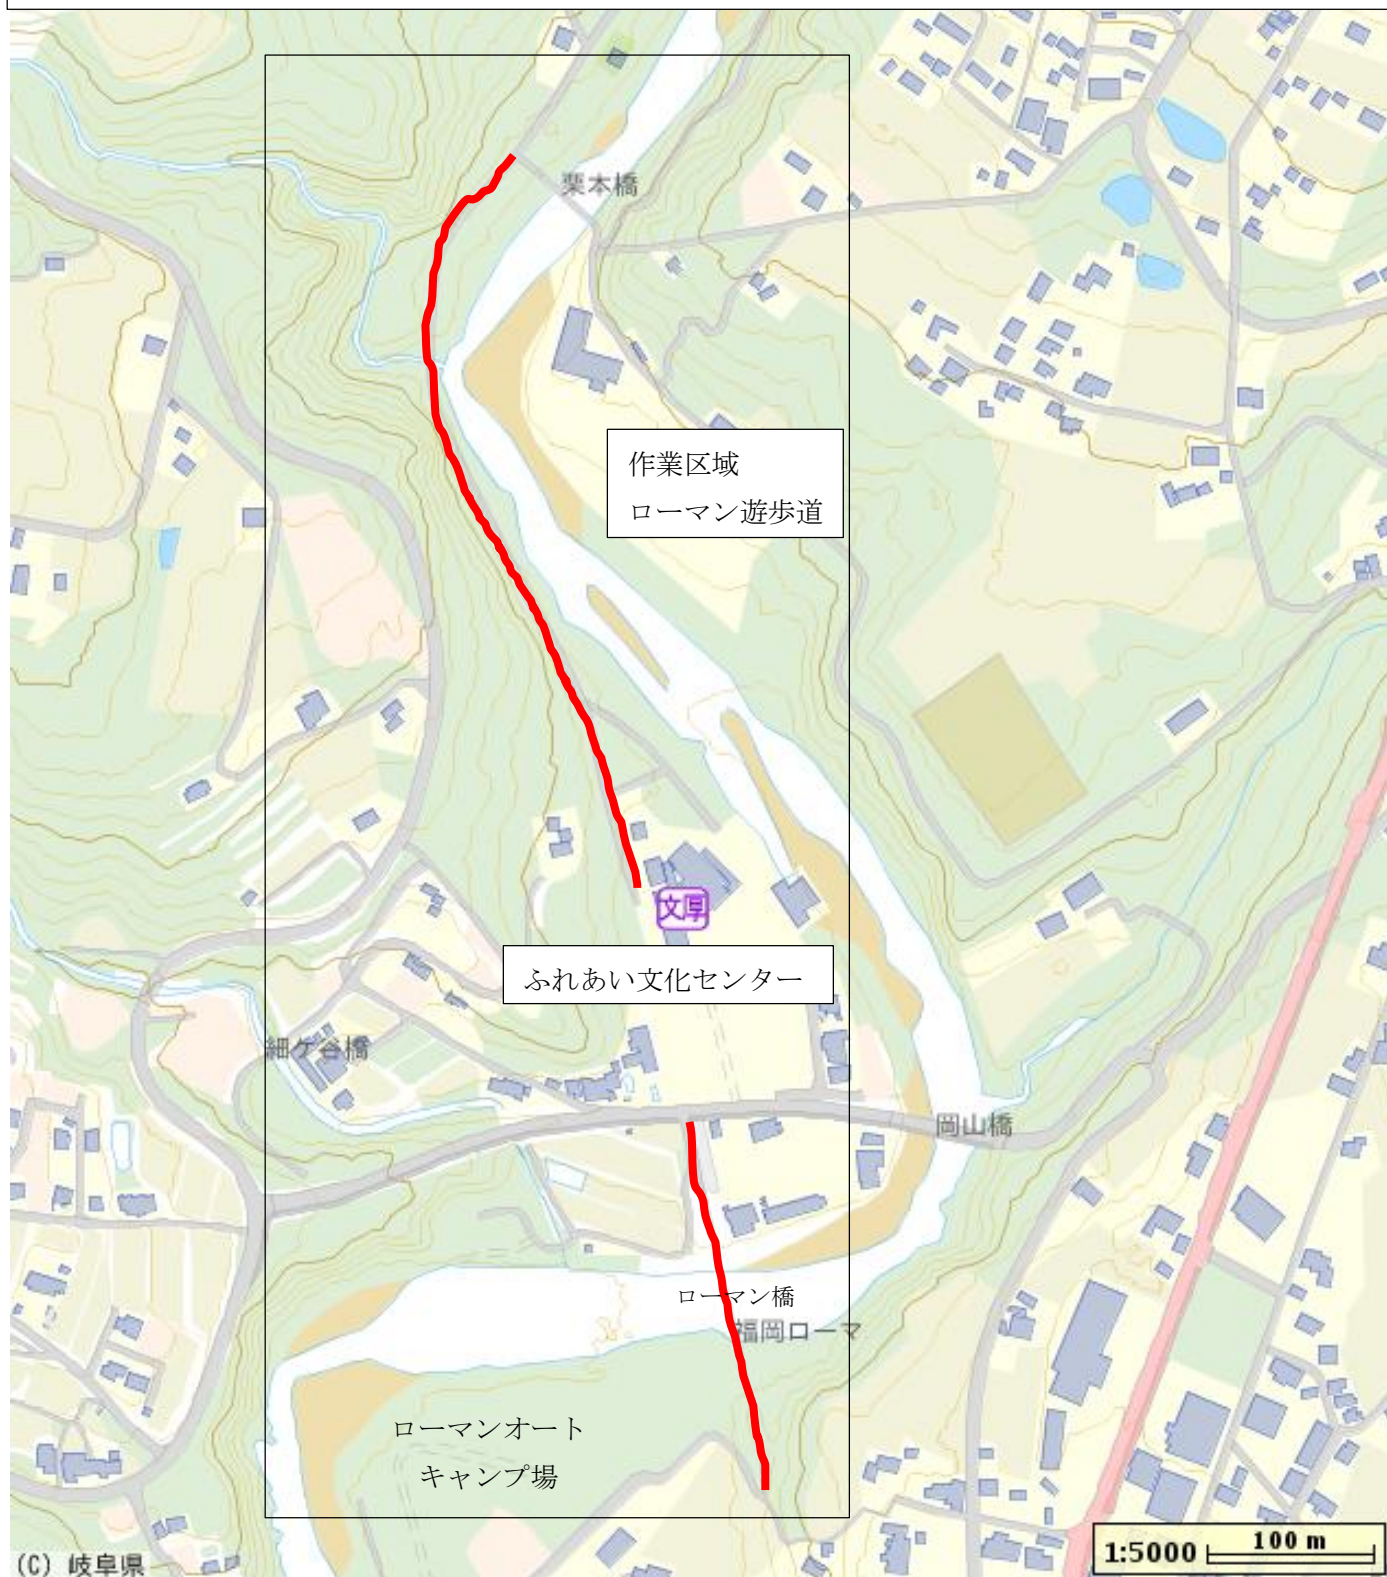 栗本橋
作業区域
ローマン遊歩道
文厚
ふれあい文化センター
細ケ谷橋
岡山橋
ローマン橋
福岡ローマ
ローマンオート
キャンプ場
(C) 岐阜県
1:5000 100 m